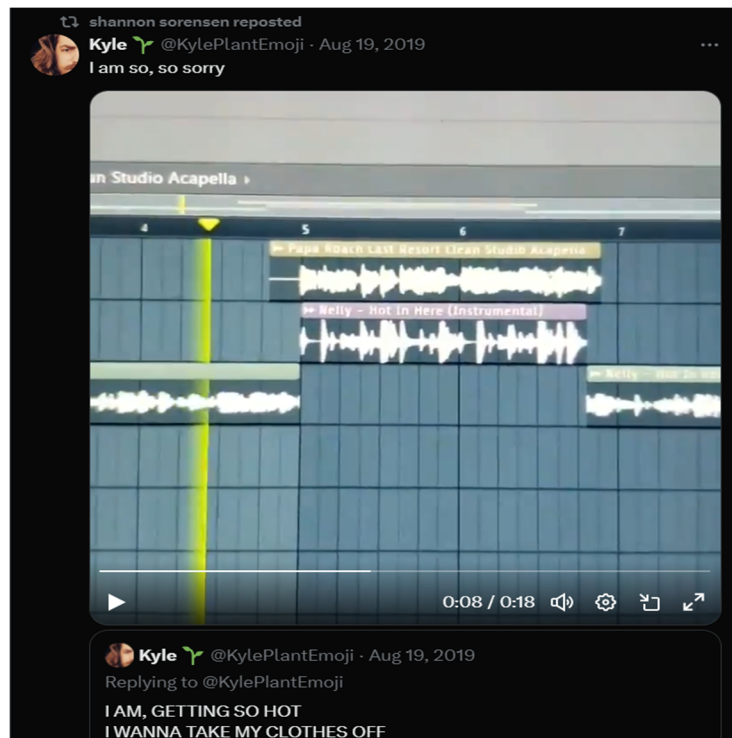 shannon sorensen reposted
Kyle @KylePlantEmoji · Aug 19, 2019
I am so, so sorry
un Studio Acapella
4 5 6 7
Papa Roach Last Resort Clean Studio Acapella
Nelly - Hot In Here (Instrumental)
Nelly - Hot In
0:08 / 0:18
Kyle @KylePlantEmoji · Aug 19, 2019
Replying to @KylePlantEmoji
I AM, GETTING SO HOT
I WANNA TAKE MY CLOTHES OFF